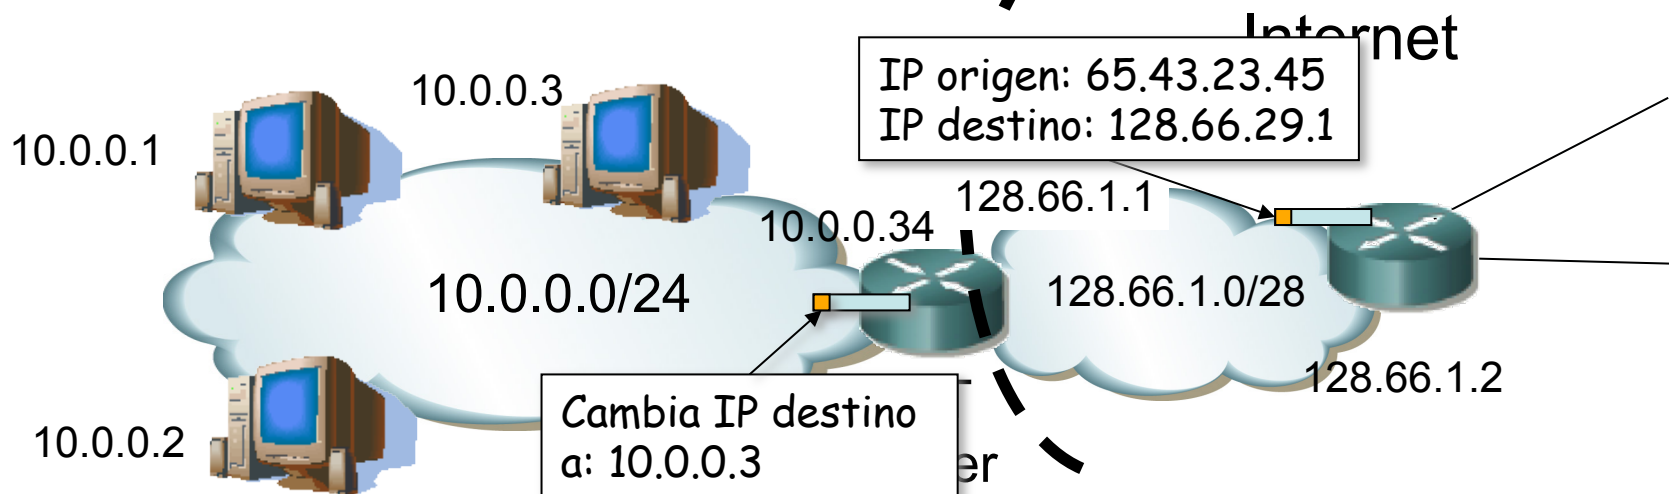 Internet
IP origen: 65.43.23.45
IP destino: 128.66.29.1
10.0.0.3
10.0.0.1
128.66.1.1
10.0.0.34
10.0.0.0/24
128.66.1.0/28
128.66.1.2
Cambia IP destino
a: 10.0.0.3
10.0.0.2